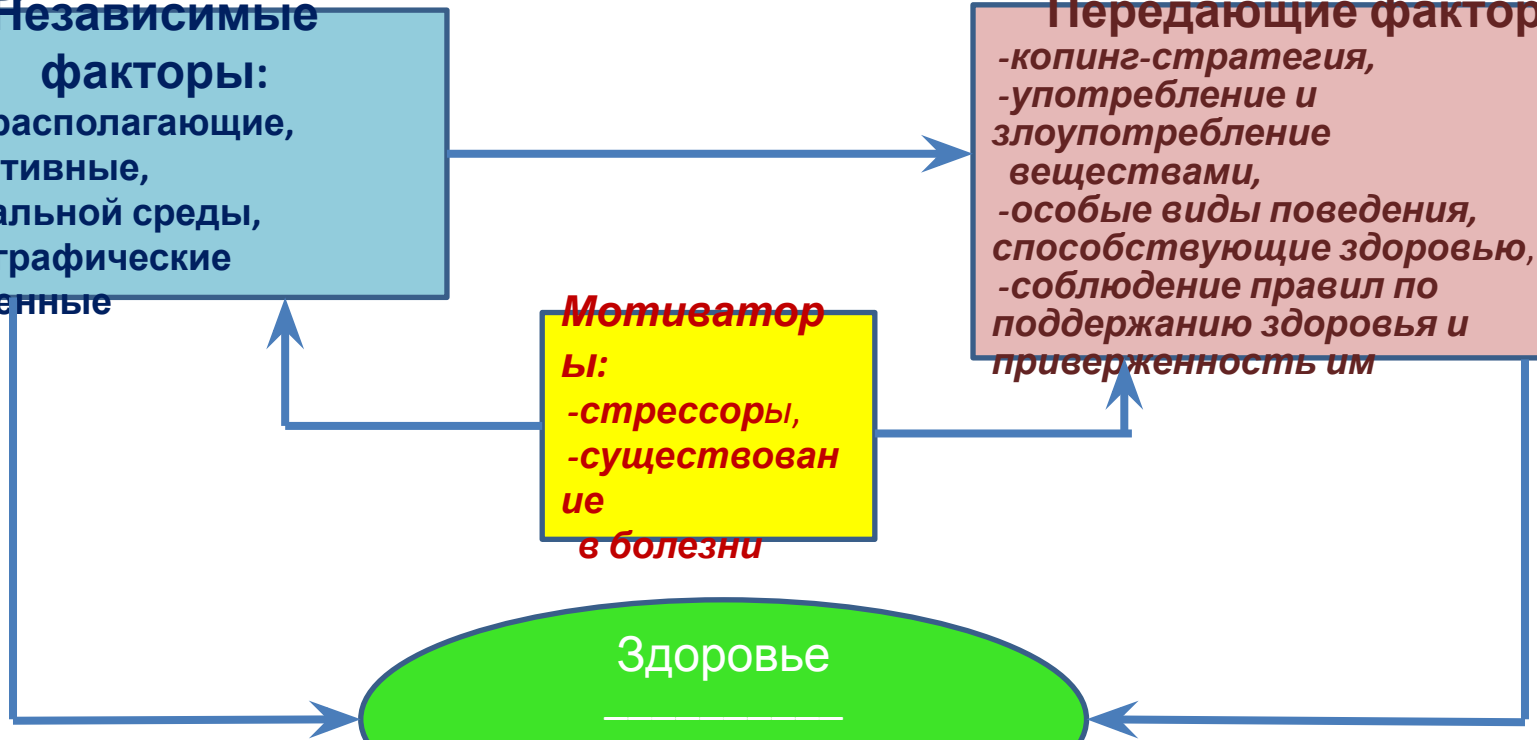 Независимые
факторы:
располагающие,
тивные,
альной среды,
графические
енные
Передающие фактор
-копинг-стратегия,
-употребление и
злоупотребление
веществами,
-особые виды поведения,
способствующие здоровью,
-соблюдение правил по
поддержанию здоровья и
приверженность им
Мотиватор
ы:
-стрессоры,
-существован
ие
в болезни
Здоровье